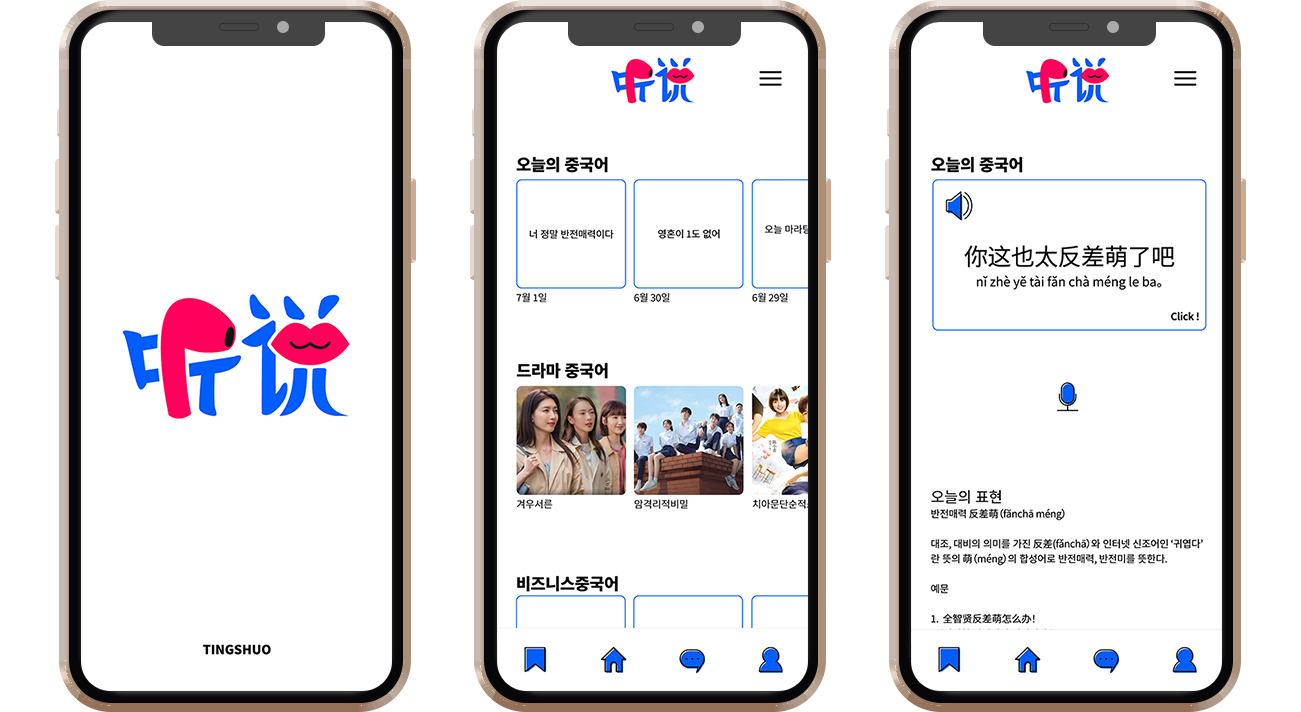 听说
TINGSHUO
听说
오늘의 중국어
너 정말 반전매력이다
영혼이 1도 없어
오늘 마라탕
7월 1일
6월 30일
6월 29일
드라마 중국어
겨우서른
암격리적비밀
치아문단순적
비즈니스중국어
听说
오늘의 중국어
你这也太反差萌了吧
nǐ zhè yě tài fǎn chà méng le ba。
Click !
오늘의 표현
반전매력 反差萌 (fǎnchā méng)
대조, 대비의 의미를 가진 反差(fǎnchā) 와 인터넷 신조어인 ‘귀엽다’
란 뜻의 萌 (méng) 의 합성어로 반전매력, 반전미를 뜻한다.
예문
1. 全智贤反差萌怎么办!